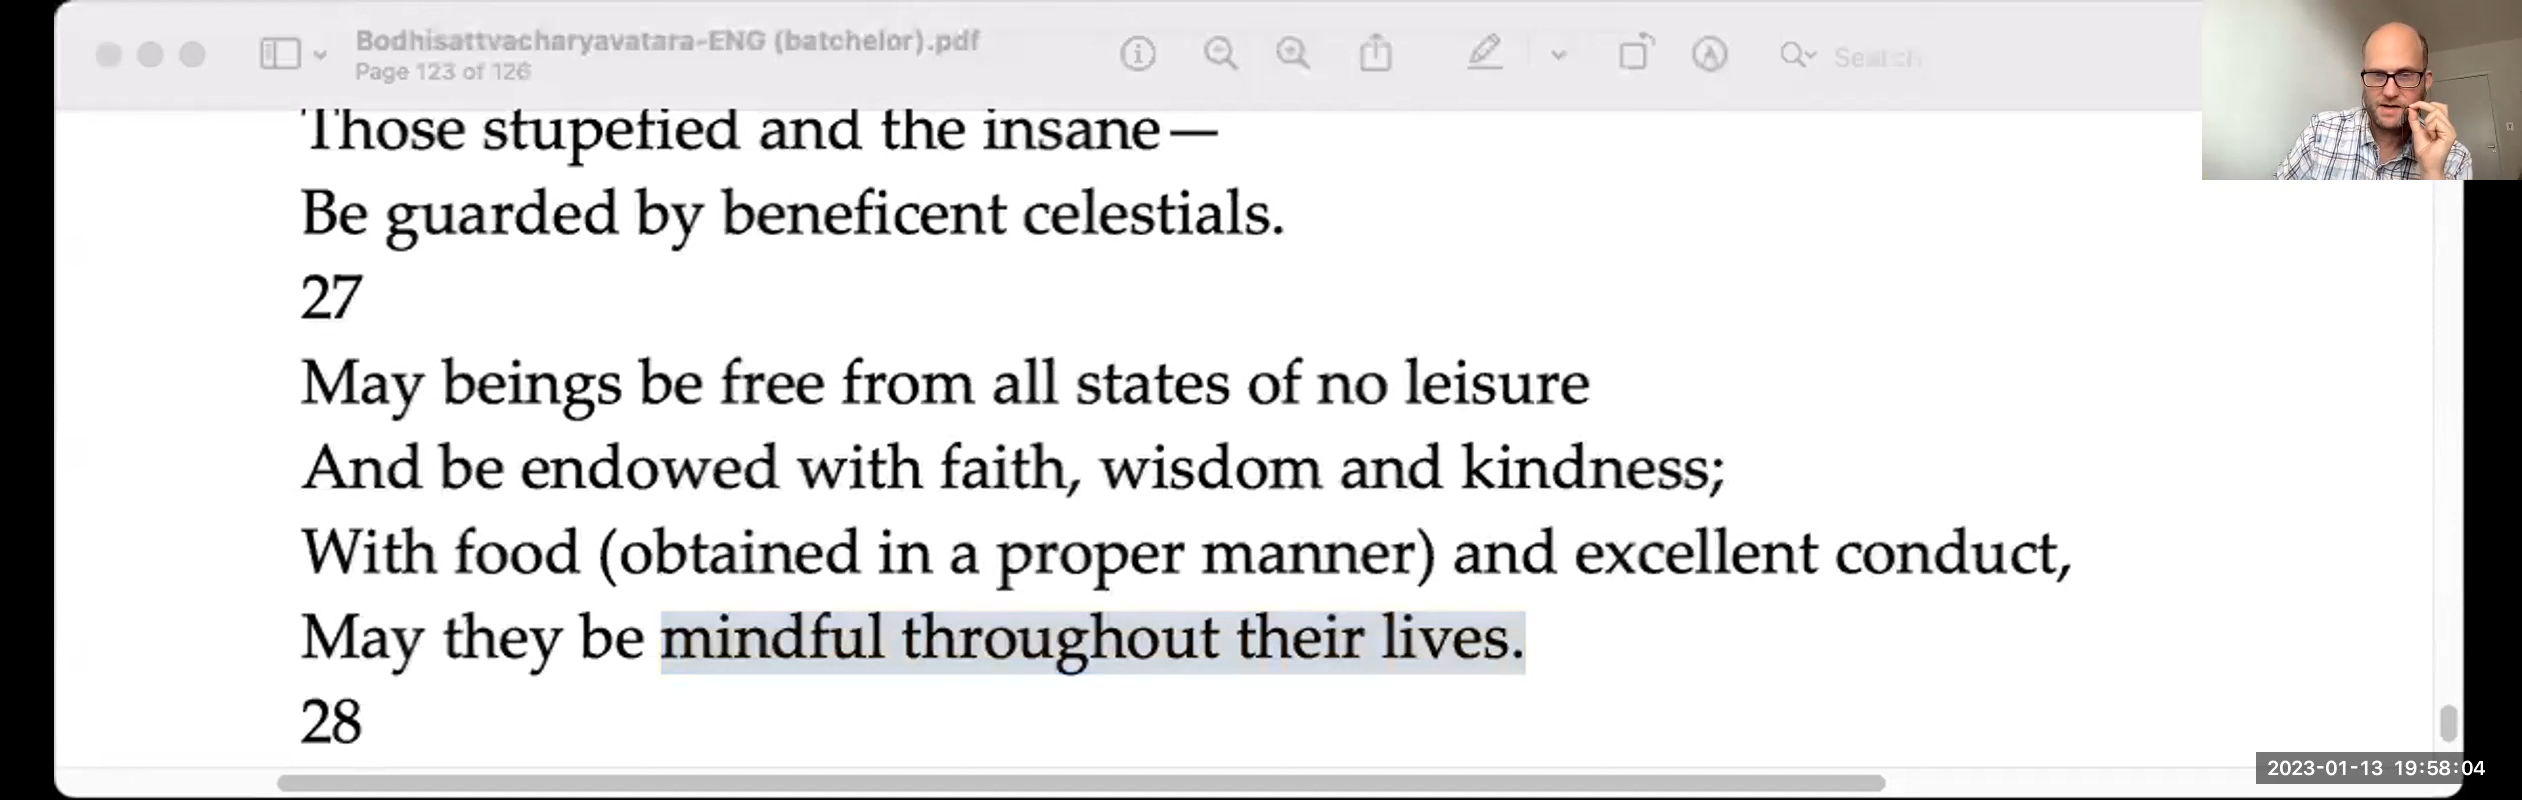 Bodhisattvacharyavatara-ENG (batchelor).pdf
Page 123 of 126
Search
Those stupefied and the insane—
Be guarded by beneficent celestials.
27
May beings be free from all states of no leisure
And be endowed with faith, wisdom and kindness;
With food (obtained in a proper manner) and excellent conduct,
May they be mindful throughout their lives.
28
2023-01-13 19:58:04